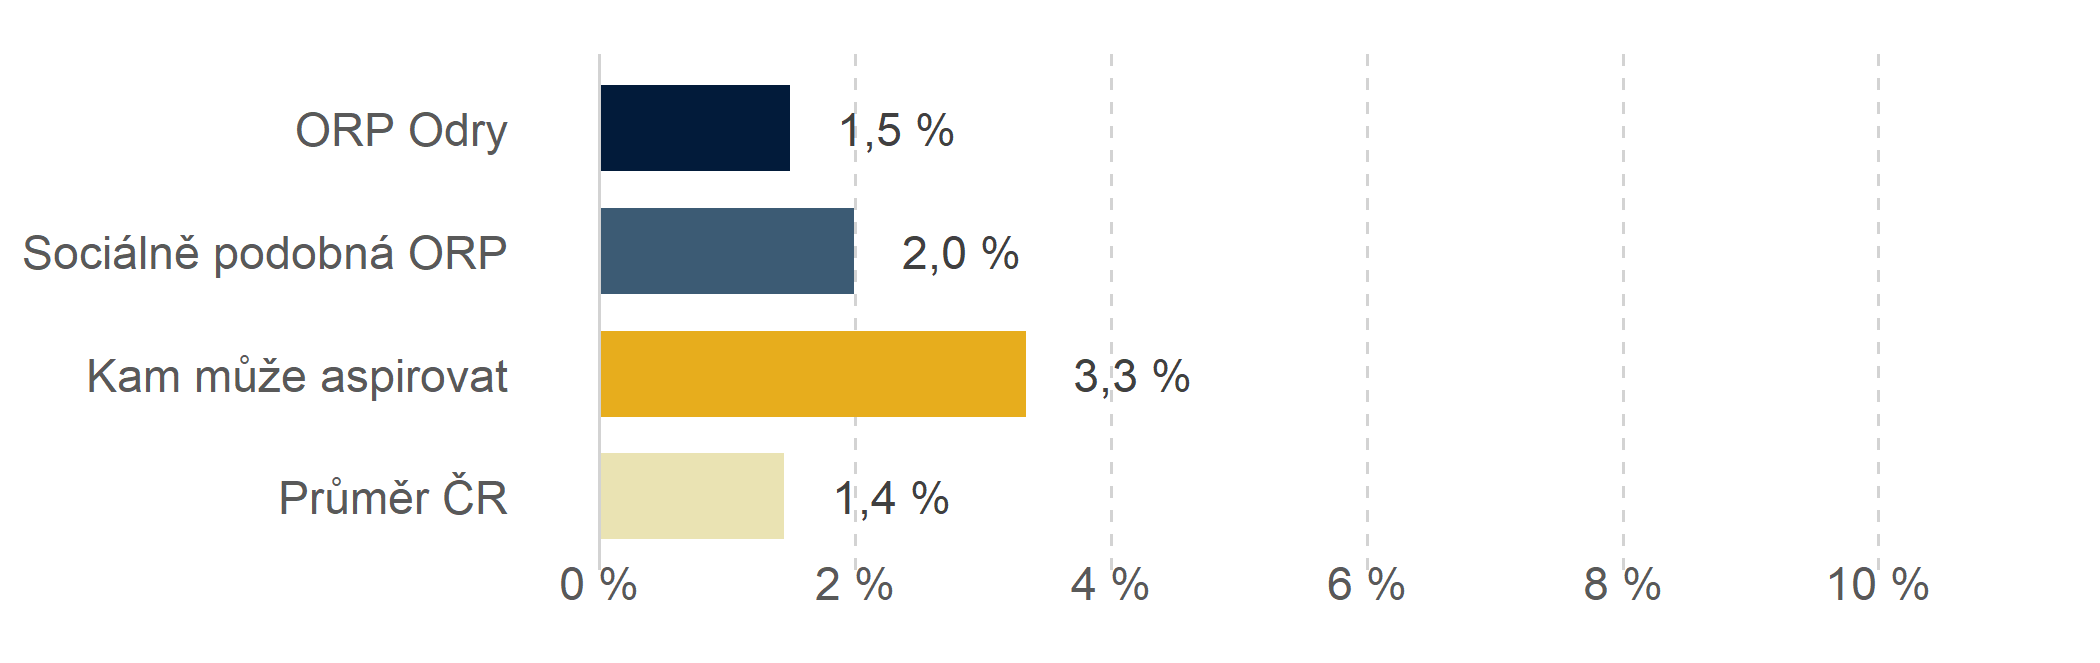 ORP Odry 1,5 %
Sociálně podobná ORP 2,0 %
Kam může aspirovat 3,3 %
Průměr ČR 1,4 %
0 % 2 % 4 % 6 % 8 % 10 %